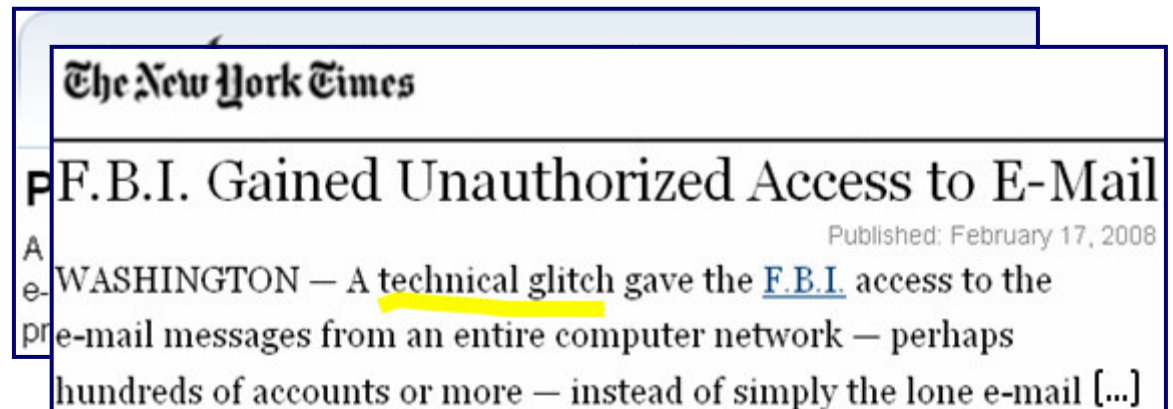 The New York Times
P
F.B.I. Gained Unauthorized Access to E-Mail
Published: February 17, 2008
A
WASHINGTON — A technical glitch gave the F.B.I. access to the
e-
e-mail messages from an entire computer network — perhaps
pr
hundreds of accounts or more — instead of simply the lone e-mail [...]